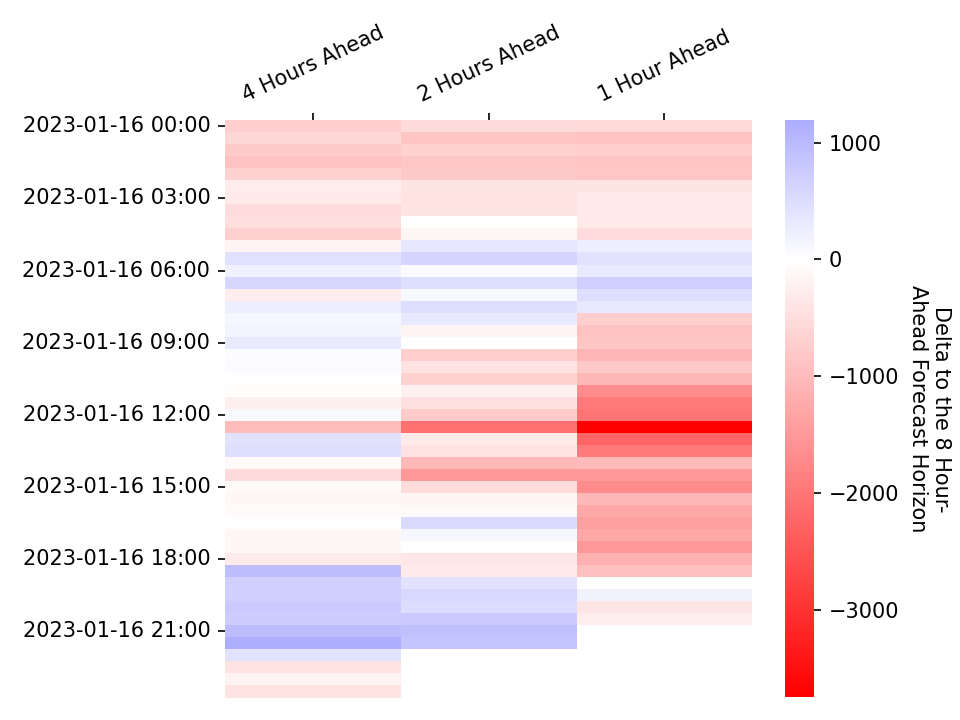 4 Hours Ahead
2 Hours Ahead
1 Hour Ahead
2023-01-16 00:00
2023-01-16 03:00
2023-01-16 06:00
2023-01-16 09:00
2023-01-16 12:00
2023-01-16 15:00
2023-01-16 18:00
2023-01-16 21:00
1000
0
−1000
−2000
−3000
Delta to the 8 Hour-
Ahead Forecast Horizon